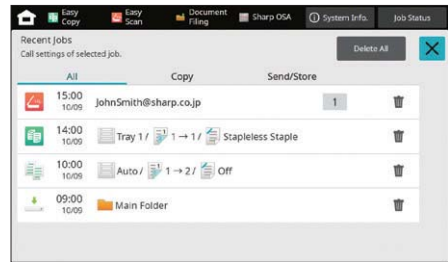 Easy Copy
Easy Scan
Document Filing
Sharp OSA
System Info.
Job Status
Recent Jobs
Call settings of selected job.
Delete All
All
Copy
Send/Store
15:00
10/09
JohnSmith@sharp.co.jp
1
14:00
10/09
Tray 1 / 1 → 1 / Stapleless Staple
10:00
10/09
Auto / 1 → 2 / Off
09:00
10/09
Main Folder